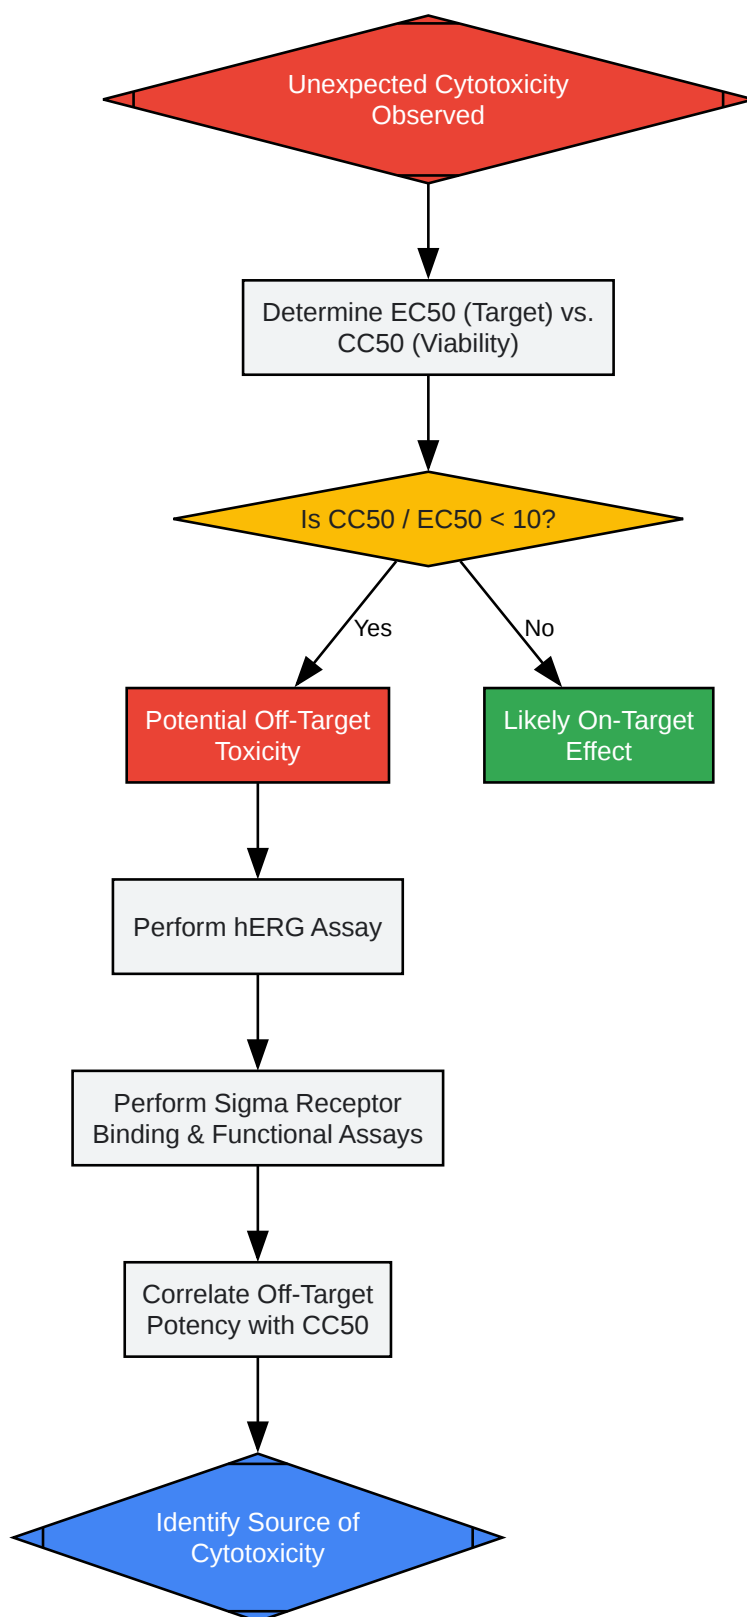 Unexpected Cytotoxicity
Observed
Determine EC50 (Target) vs.
CC50 (Viability)
Is CC50 / EC50 < 10?
Yes
No
Potential Off-Target
Toxicity
Likely On-Target
Effect
Perform hERG Assay
Perform Sigma Receptor
Binding & Functional Assays
Correlate Off-Target
Potency with CC50
Identify Source of
Cytotoxicity